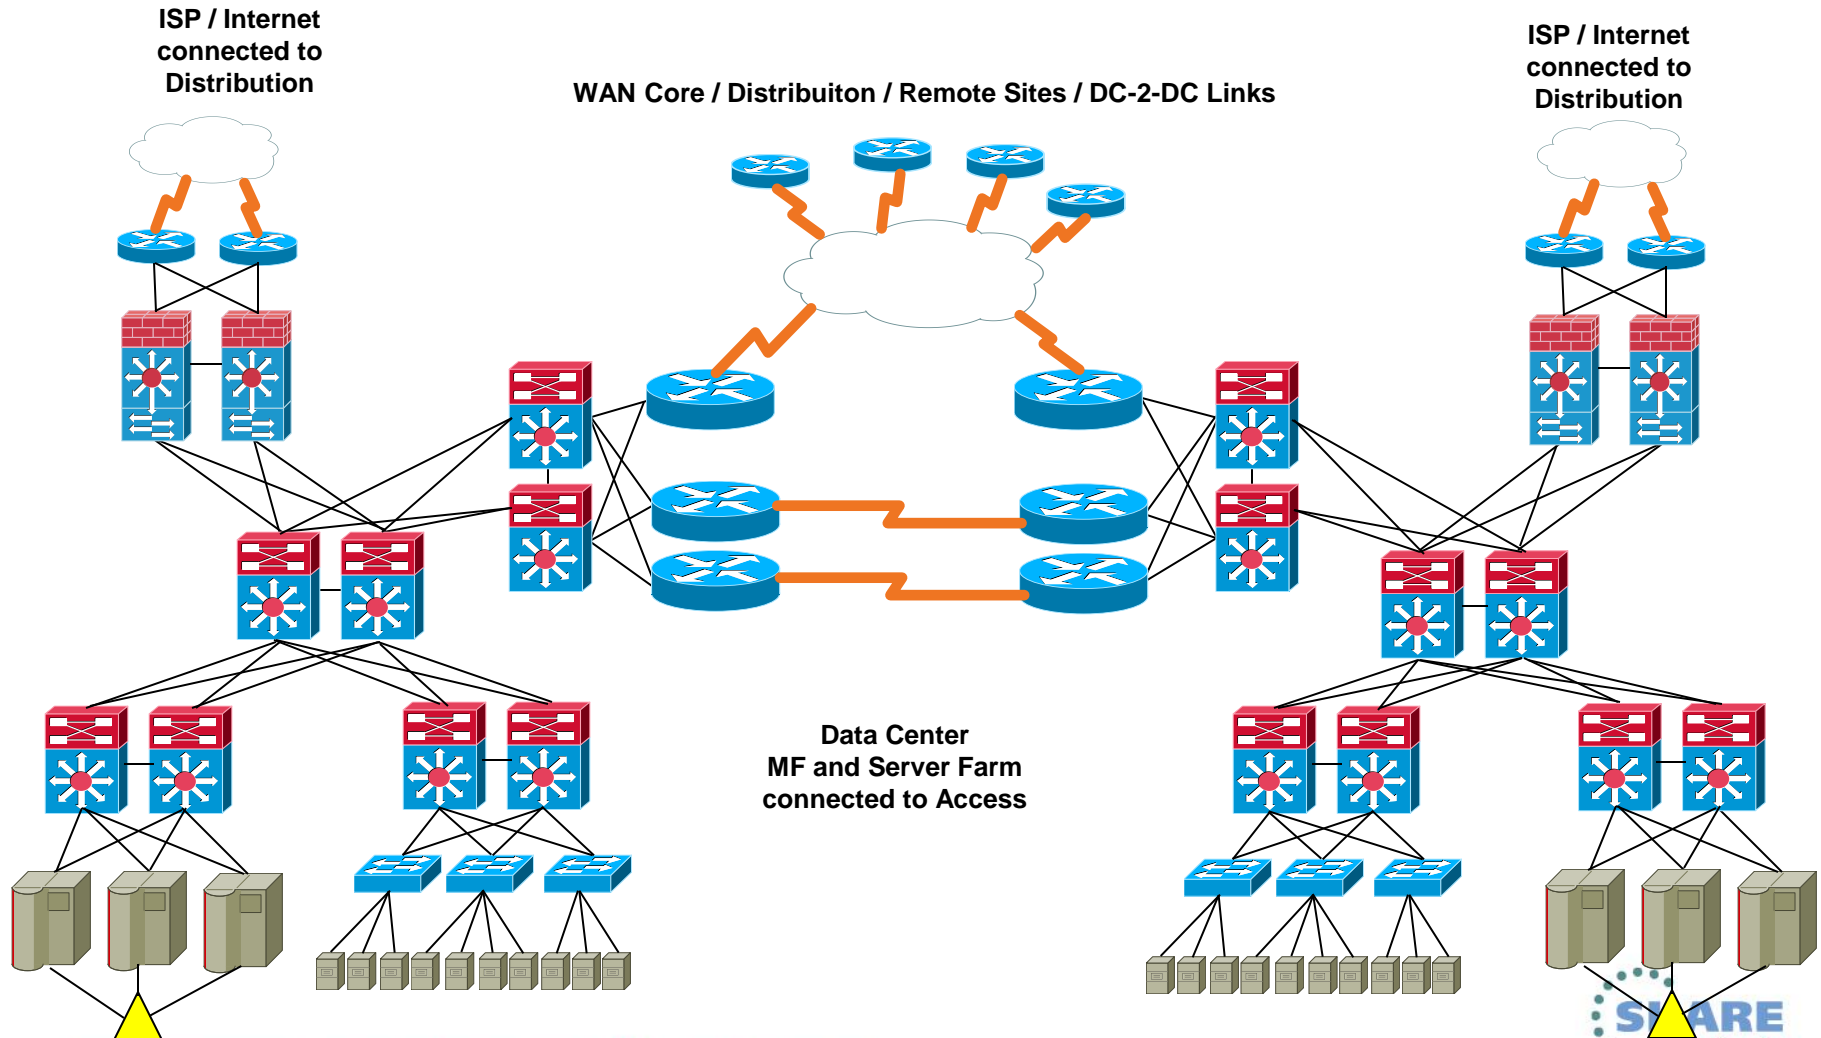 ISP / Internet
connected to
Distribution
WAN Core / Distribuiton / Remote Sites / DC-2-DC Links
ISP / Internet
connected to
Distribution
Data Center
MF and Server Farm
connected to Access
SHARE